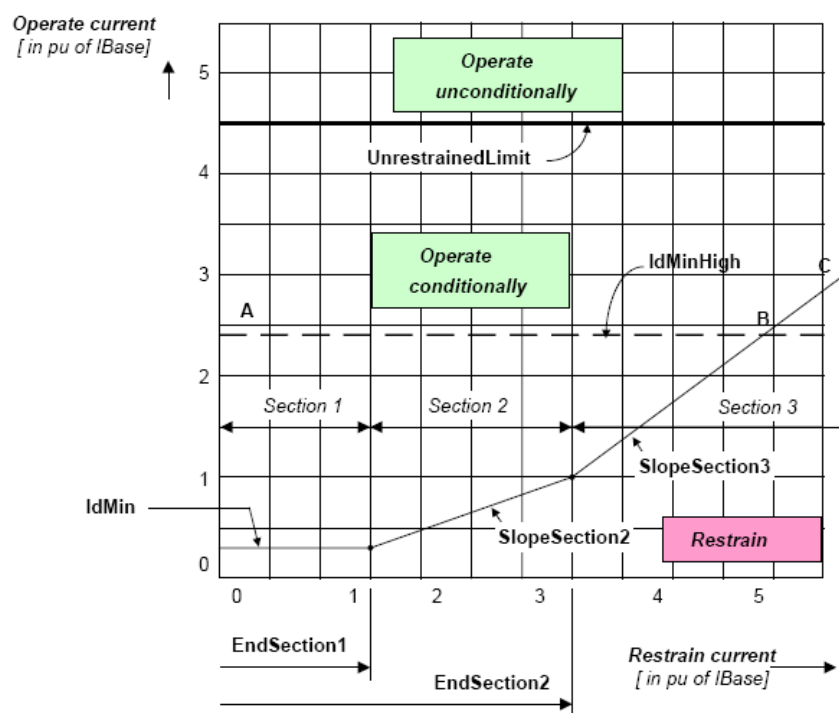 Operate current
[ in pu of IBase]
5
Operate
unconditionally
UnrestrainedLimit
4
Operate
conditionally
3
IdMinHigh
C
A
B
2
Section 1
Section 2
Section 3
1
SlopeSection3
IdMin
SlopeSection2
Restrain
0
0 1 2 3 4 5
EndSection1
Restrain current
[ in pu of IBase]
EndSection2